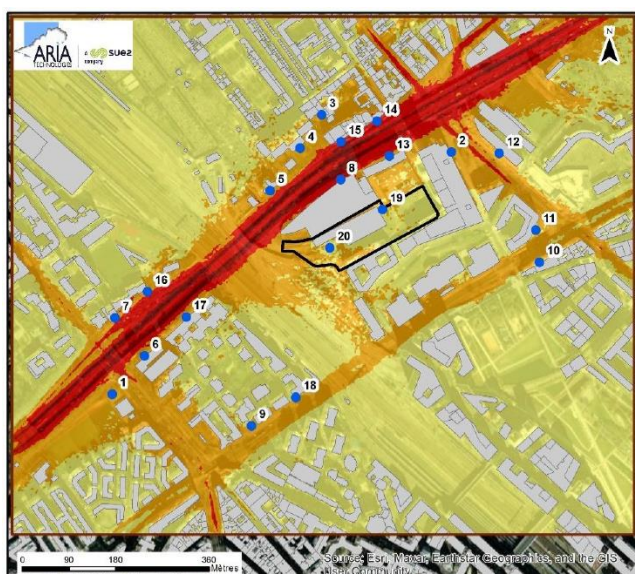 ARIA
TECHNOLOGIES
a suez
company
N
3
14
4
15
13
2
12
5
8
19
11
20
10
16
7
17
6
1
18
9
0 90 180 360
Mètres
Source: Esri, Maxar, Earthstar Geographics, and the GIS
User Community